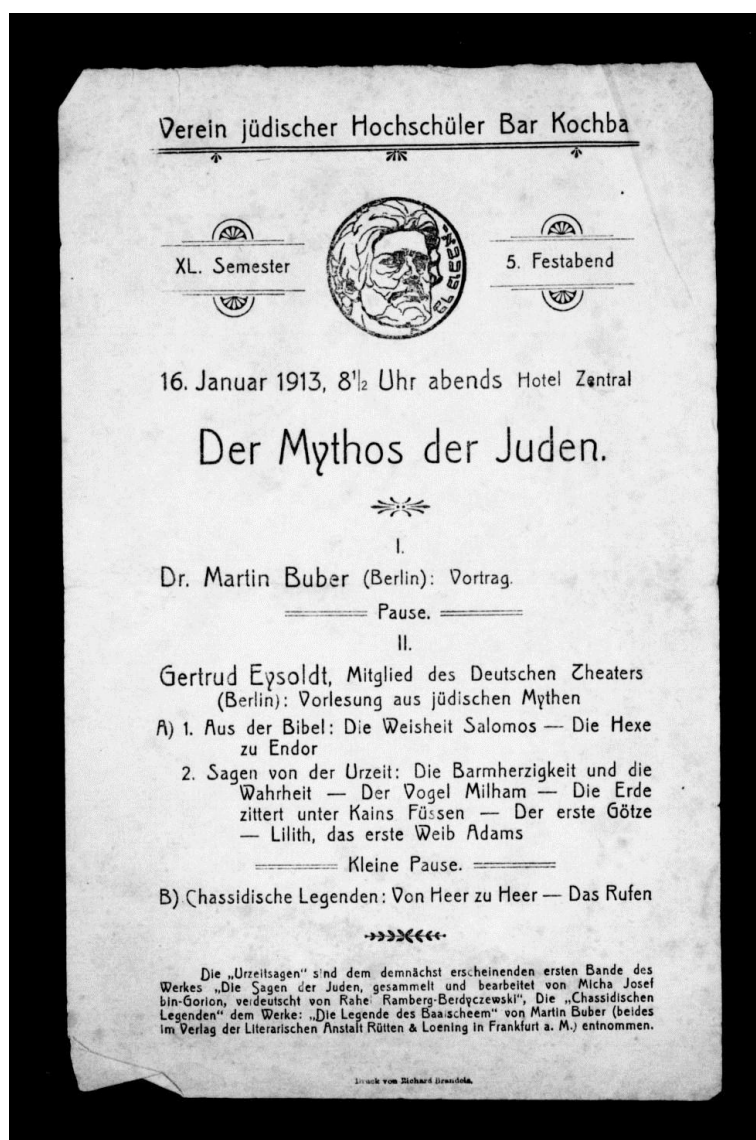 Verein jüdischer Hochschüler Bar Kochba
XL. Semester
5. Festabend
16. Januar 1913, 8½ Uhr abends Hotel Zentral
Der Mythos der Juden.
I.
Dr. Martin Buber (Berlin): Vortrag.
Pause.
II.
Gertrud Eysoldt, Mitglied des Deutschen Theaters
(Berlin): Vorlesung aus jüdischen Mythen
A) 1. Aus der Bibel: Die Weisheit Salomos — Die Hexe
zu Endor
2. Sagen von der Urzeit: Die Barmherzigkeit und die
Wahrheit — Der Vogel Milham — Die Erde
zittert unter Kains Füssen — Der erste Götze
— Lilith, das erste Weib Adams
Kleine Pause.
B) Chassidische Legenden: Von Heer zu Heer — Das Rufen
Die „Urzeitsagen“ sind dem demnächst erscheinenden ersten Bande des
Werkes „Die Sagen der Juden, gesammelt und bearbeitet von Micha Josef
bin-Gorion, verdeutscht von Rahel Ramberg-Berdyczewski“, Die „Chassidischen
Legenden“ dem Werke: „Die Legende des Baalscheem“ von Martin Buber (beides
im Verlag der Literarischen Anstalt Rütten & Loening in Frankfurt a. M.) entnommen.
Druck von Richard Brandeis.